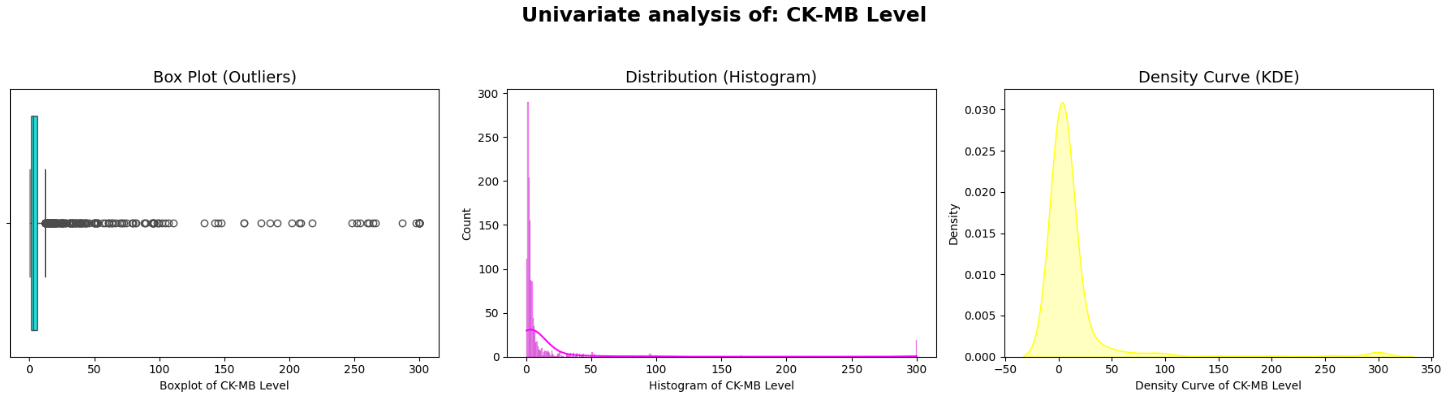 Univariate analysis of: CK-MB Level
Box Plot (Outliers)
0 50 100 150 200 250 300
Boxplot of CK-MB Level
Distribution (Histogram)
Count
300
250
200
150
100
50
0
0 50 100 150 200 250 300
Histogram of CK-MB Level
Density Curve (KDE)
Density
0.030
0.025
0.020
0.015
0.010
0.005
0.000
−50 0 50 100 150 200 250 300 350
Density Curve of CK-MB Level